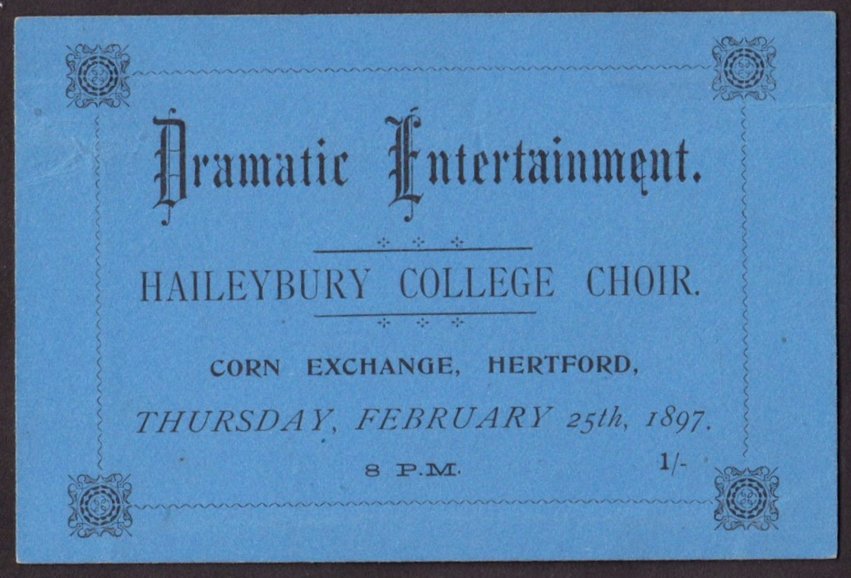 Dramatic Entertainment.
HAILEYBURY COLLEGE CHOIR.
CORN EXCHANGE, HERTFORD,
THURSDAY, FEBRUARY 25th, 1897.
8 P.M.
1/-